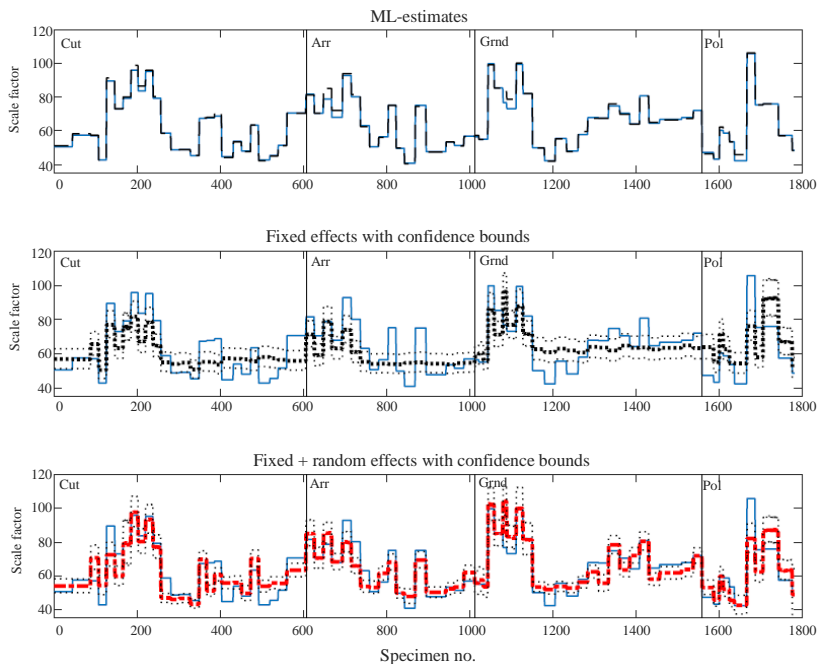 ML-estimates
Scale factor
120
100
80
60
40
Cut
Arr
Grnd
Pol
0 200 400 600 800 1000 1200 1400 1600 1800
Fixed effects with confidence bounds
Scale factor
120
100
80
60
40
Cut
Arr
Grnd
Pol
0 200 400 600 800 1000 1200 1400 1600 1800
Fixed + random effects with confidence bounds
Scale factor
120
100
80
60
40
Cut
Arr
Grnd
Pol
0 200 400 600 800 1000 1200 1400 1600 1800
Specimen no.